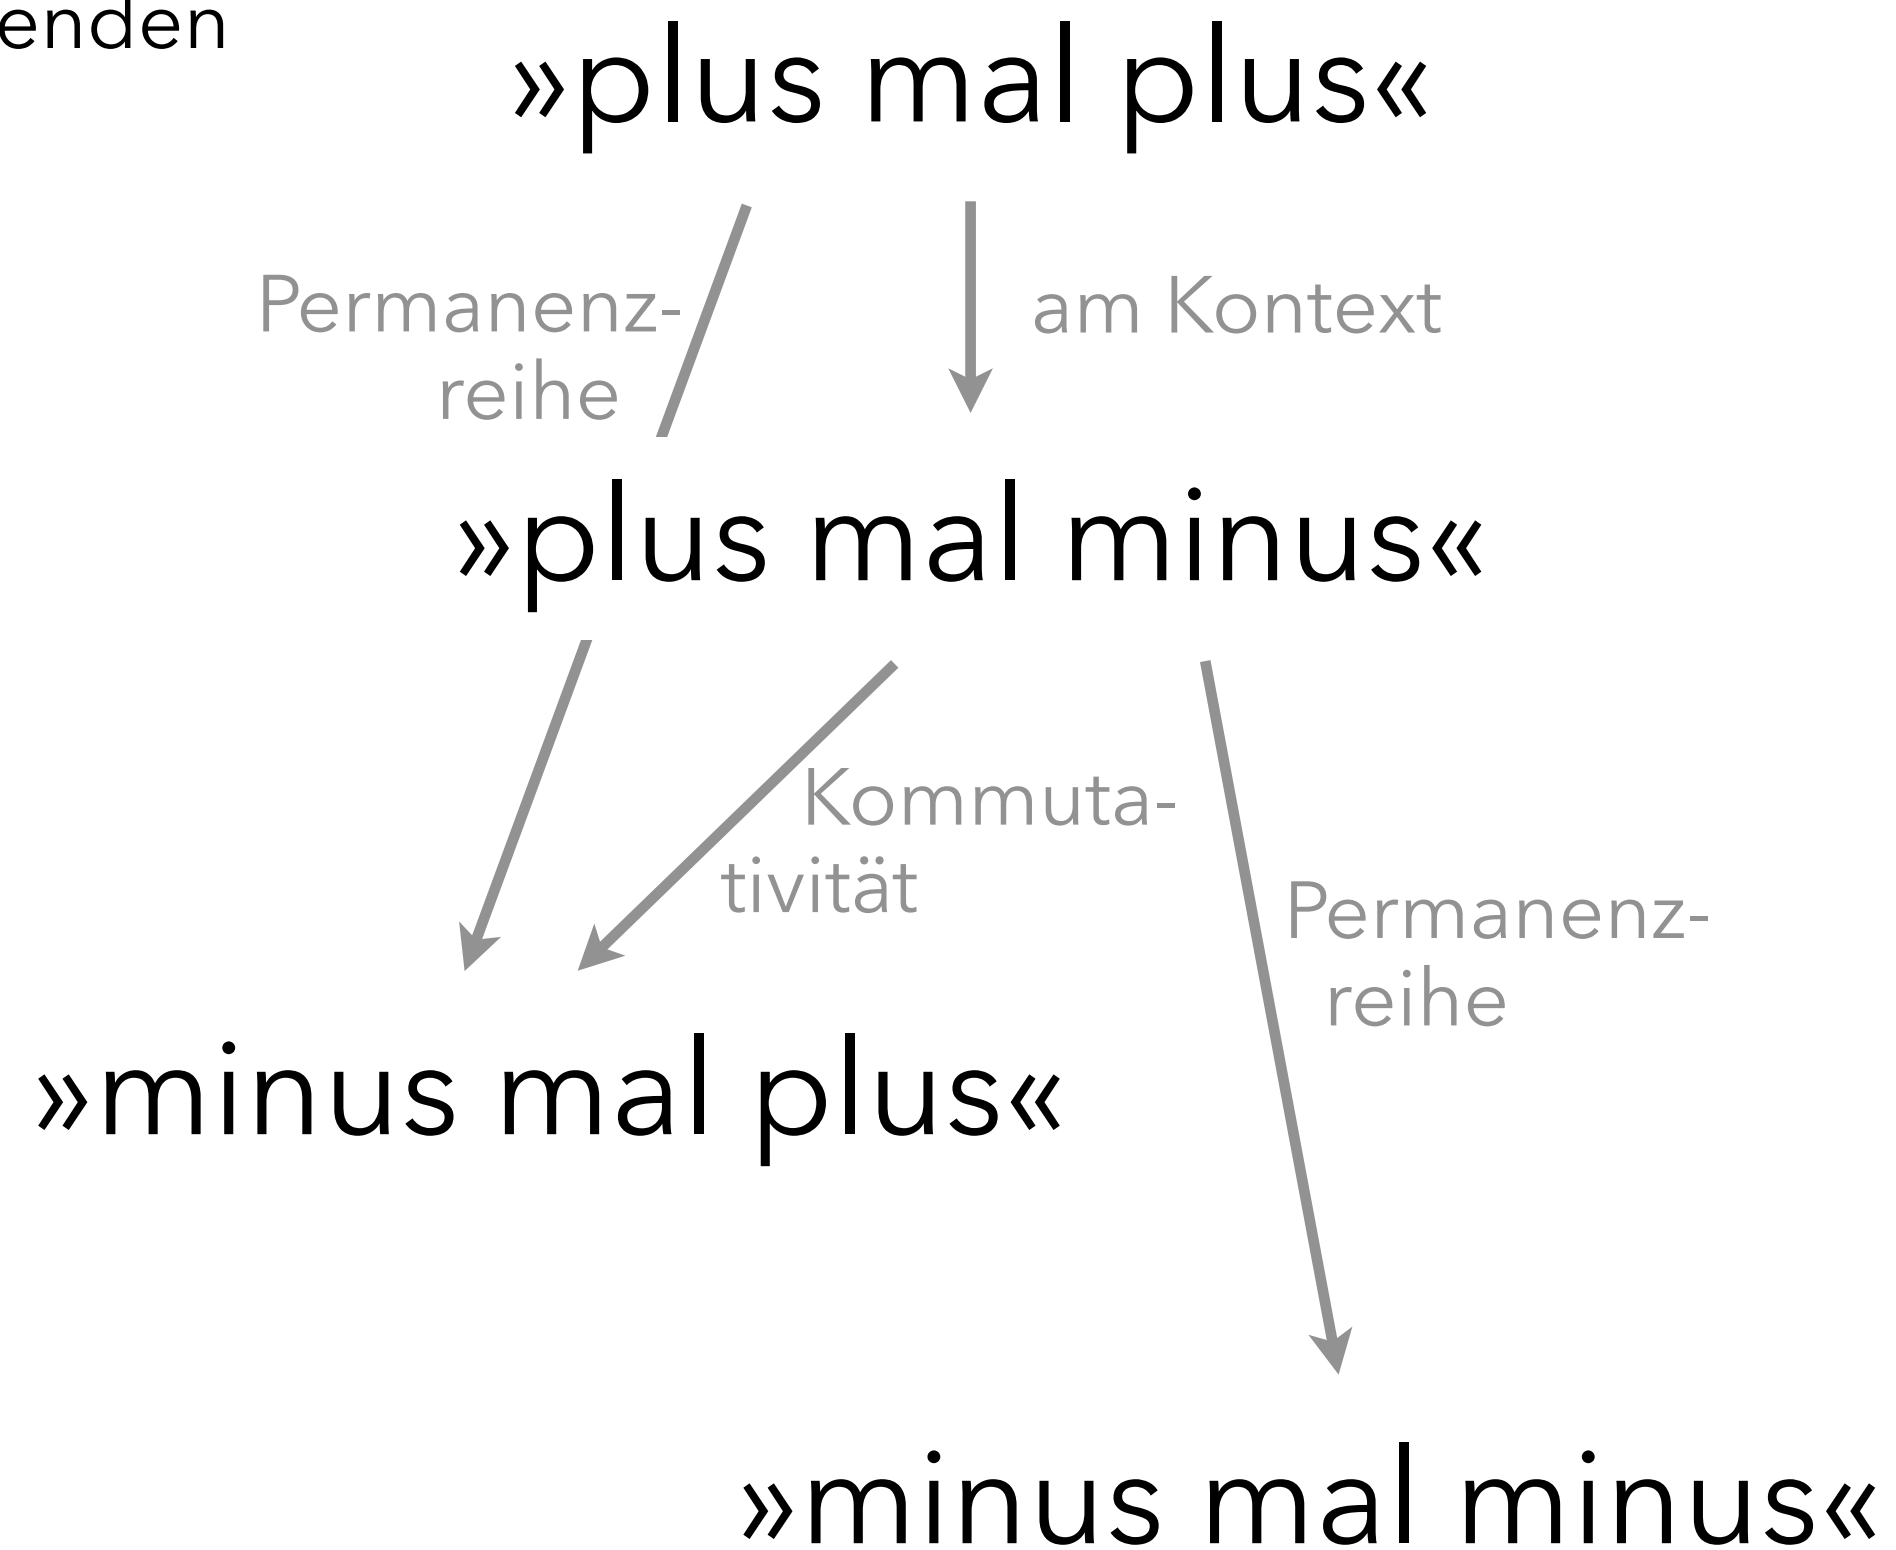 enden
»plus mal plus«
Permanenz-
reihe
am Kontext
»plus mal minus«
Kommuta-
tivität
Permanenz-
reihe
»minus mal plus«
»minus mal minus«